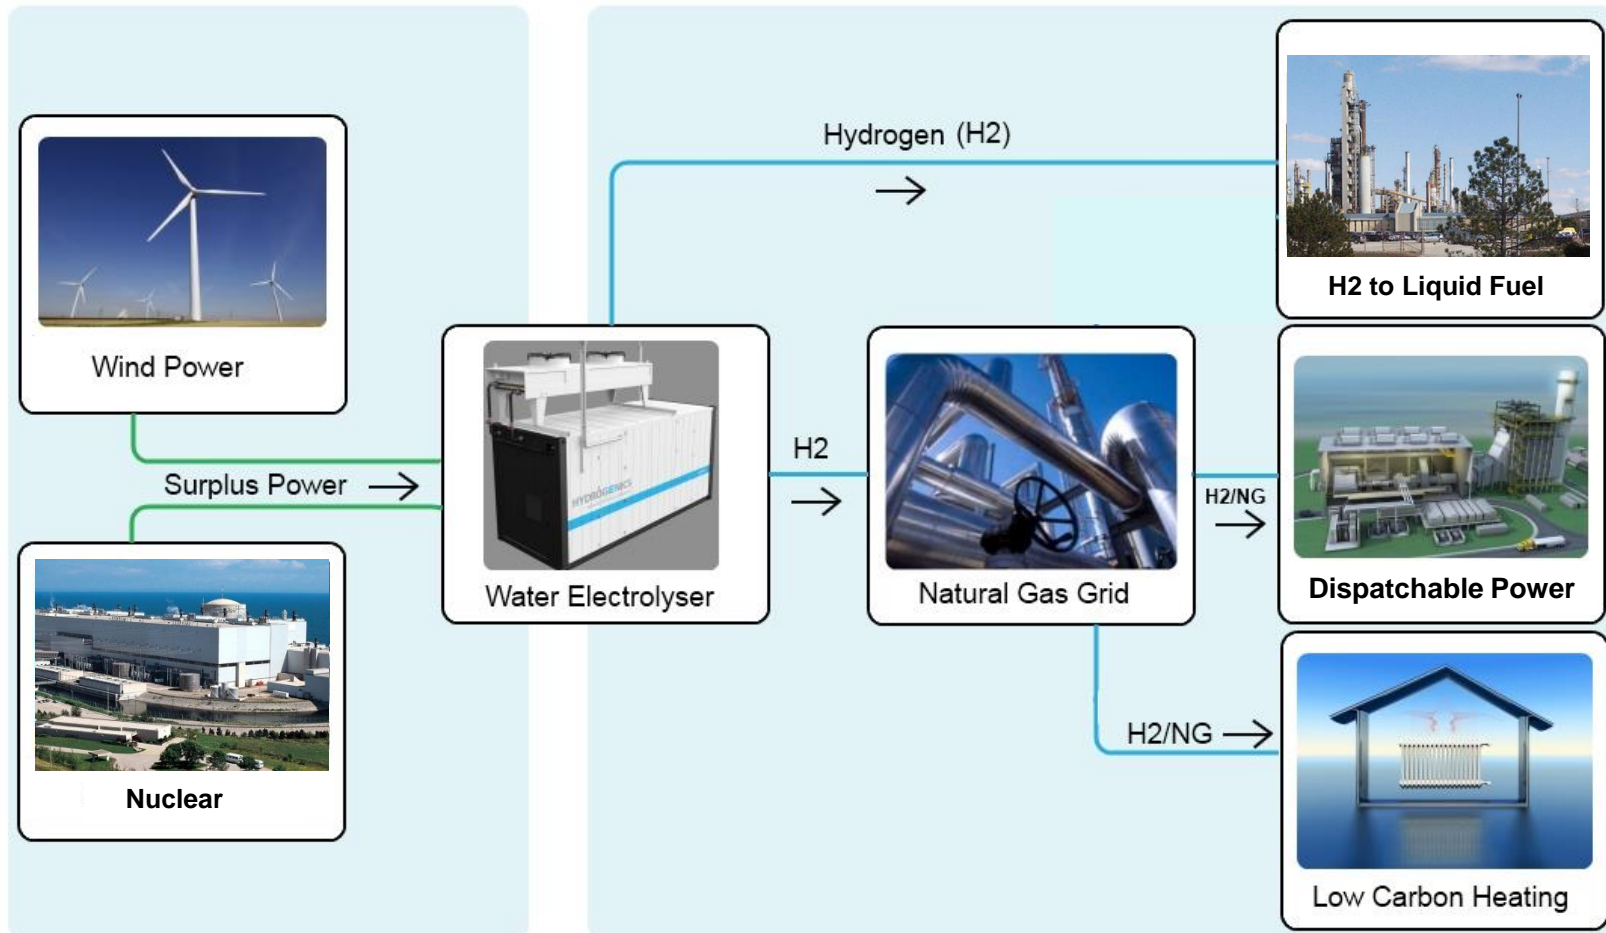 Hydrogen (H2)
H2 to Liquid Fuel
Wind Power
Surplus Power
HYDROGENICS
H2
H2/NG
Water Electrolyser
Natural Gas Grid
Dispatchable Power
H2/NG
Nuclear
Low Carbon Heating